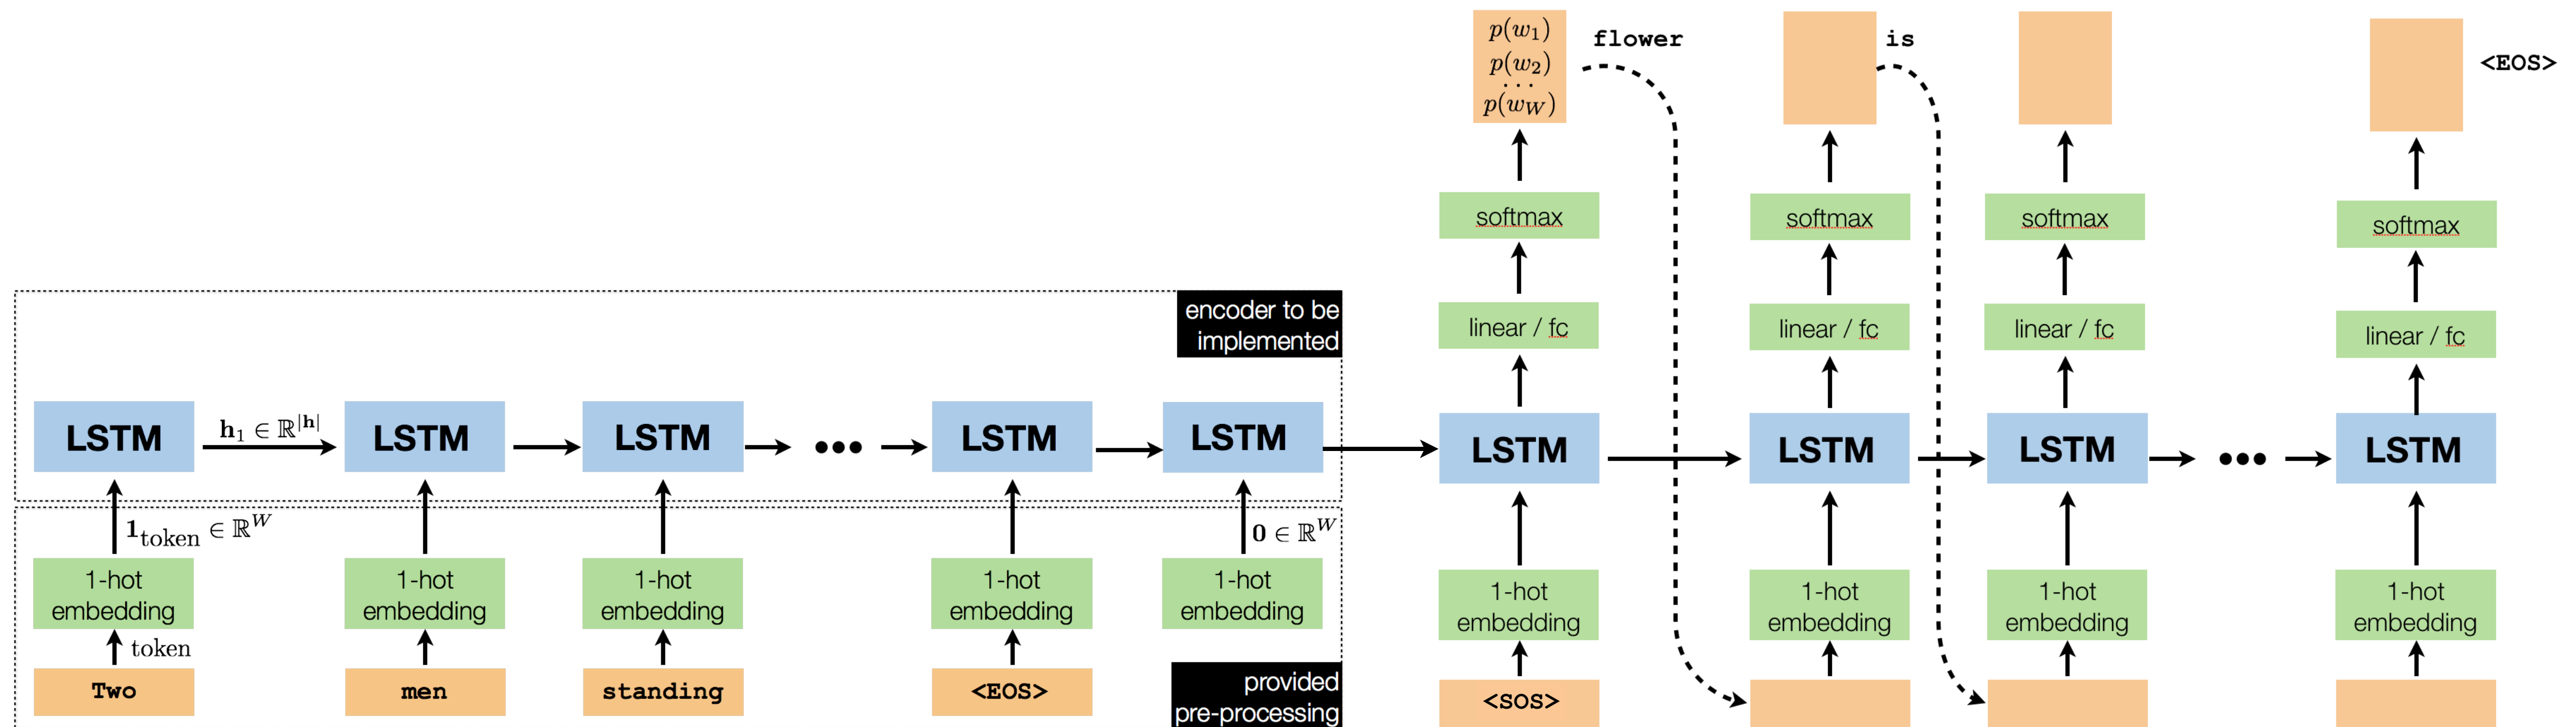 p(w₁)
p(w₂)
...
p(w_W)
flower
is
<EOS>
softmax
softmax
softmax
softmax
encoder to be
implemented
linear / fc
linear / fc
linear / fc
linear / fc
LSTM
h₁ ∈ ℝ^|h|
LSTM
LSTM
•••
LSTM
LSTM
LSTM
LSTM
LSTM
•••
LSTM
1_token ∈ ℝ^W
0 ∈ ℝ^W
1-hot
embedding
1-hot
embedding
1-hot
embedding
1-hot
embedding
1-hot
embedding
1-hot
embedding
1-hot
embedding
1-hot
embedding
1-hot
embedding
token
Two
men
standing
<EOS>
provided
pre-processing
<SOS>